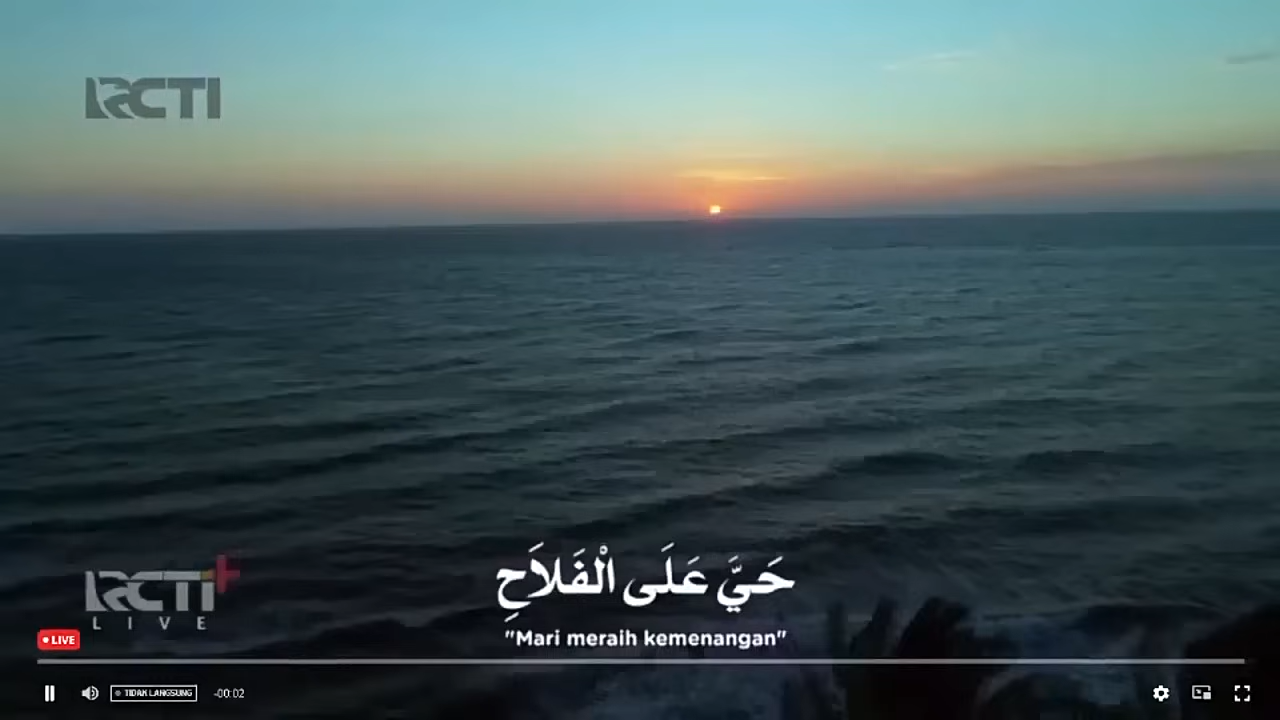 RCTI
RCTI+
LIVE
حَيَّ عَلَى الْفَلَاحِ
LIVE
"Mari meraih kemenangan"
TIDAK LANGSUNG
-00:02